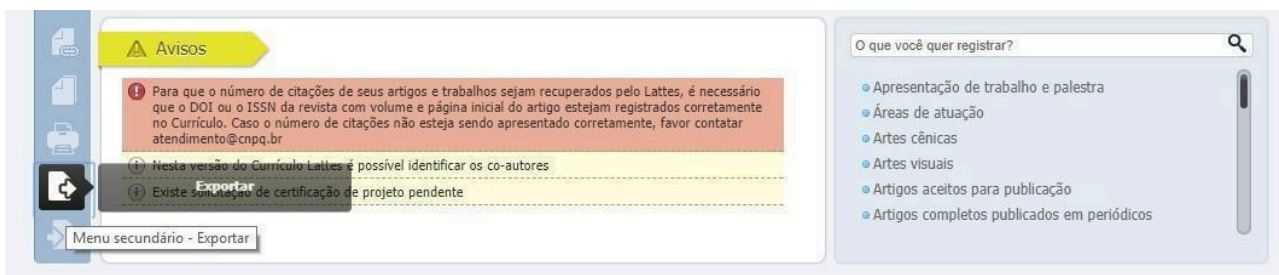 Avisos
Para que o número de citações de seus artigos e trabalhos sejam recuperados pelo Lattes, é necessário
que o DOI ou o ISSN da revista com volume e página inicial do artigo estejam registrados corretamente
no Currículo. Caso o número de citações não esteja sendo apresentado corretamente, favor contatar
atendimento@cnpq.br
Nesta versão do Currículo Lattes é possível identificar os co-autores
Existe solicitação de certificação de projeto pendente
Exportar
Menu secundário - Exportar
O que você quer registrar?
Apresentação de trabalho e palestra
Áreas de atuação
Artes cênicas
Artes visuais
Artigos aceitos para publicação
Artigos completos publicados em periódicos